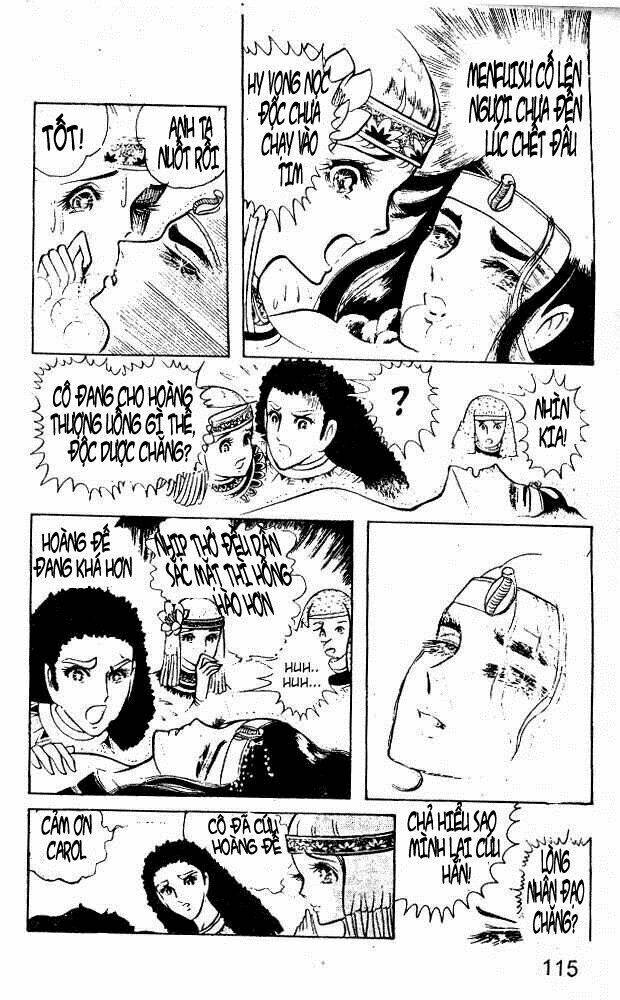 TỐT!
ANH TA
NUỐT RỒI
HY VỌNG NỌC
ĐỘC CHƯA
CHẠY VÀO
TIM
MENFUISƯ CỐ LÊN
NGƯƠI CHƯA ĐẾN
LÚC CHẾT ĐÂU
CÔ ĐANG CHO HOÀNG
THƯỢNG UỐNG GÌ THẾ,
ĐỘC DƯỢC CHĂNG?
?
NHÌN
KIA!
HOÀNG ĐẾ
ĐANG KHÁ HƠN
NHỊP THỞ ĐỀU DẦN
SẮC MẶT THÌ HỒNG
HÀO HƠN
HUH..
HUH...
CẢM ƠN
CAROL
CÔ ĐÃ CỨU
HOÀNG ĐẾ
CHẢ HIỂU SAO
MÌNH LẠI CỨU
HẮN!
LÒNG
NHÂN ĐẠO
CHĂNG?
115